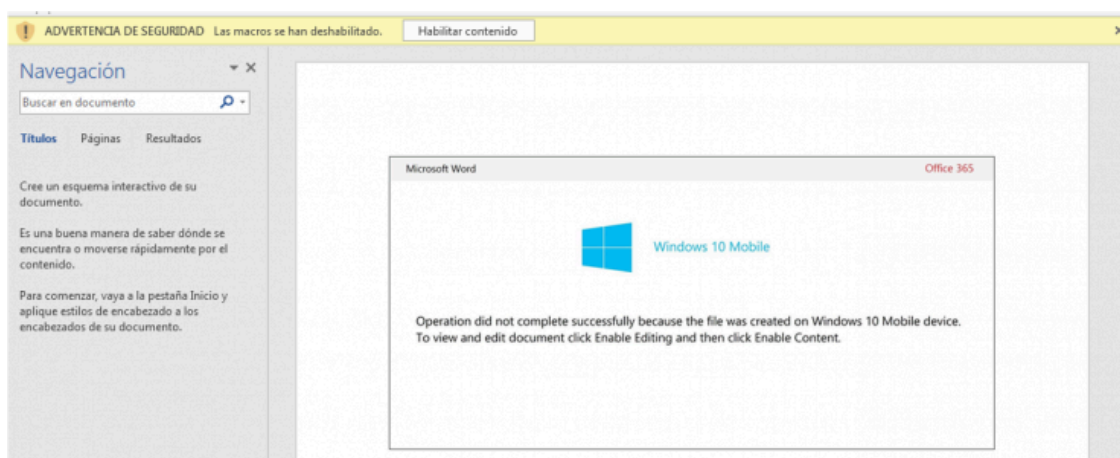 ADVERTENCIA DE SEGURIDAD Las macros se han deshabilitado. Habilitar contenido
Navegación
Buscar en documento
Títulos Páginas Resultados
Cree un esquema interactivo de su
documento.
Es una buena manera de saber dónde se
encuentra o moverse rápidamente por el
contenido.
Para comenzar, vaya a la pestaña Inicio y
aplique estilos de encabezado a los
encabezados de su documento.
Microsoft Word Office 365
Windows 10 Mobile
Operation did not complete successfully because the file was created on Windows 10 Mobile device.
To view and edit document click Enable Editing and then click Enable Content.